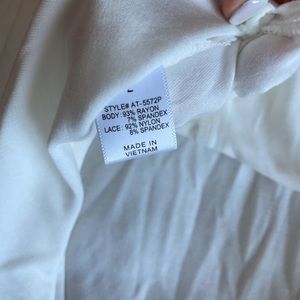 L
STYLE# AT-5572P
BODY: 93% RAYON
7% SPANDEX
LACE: 92% NYLON
8% SPANDEX
MADE IN
VIETNAM